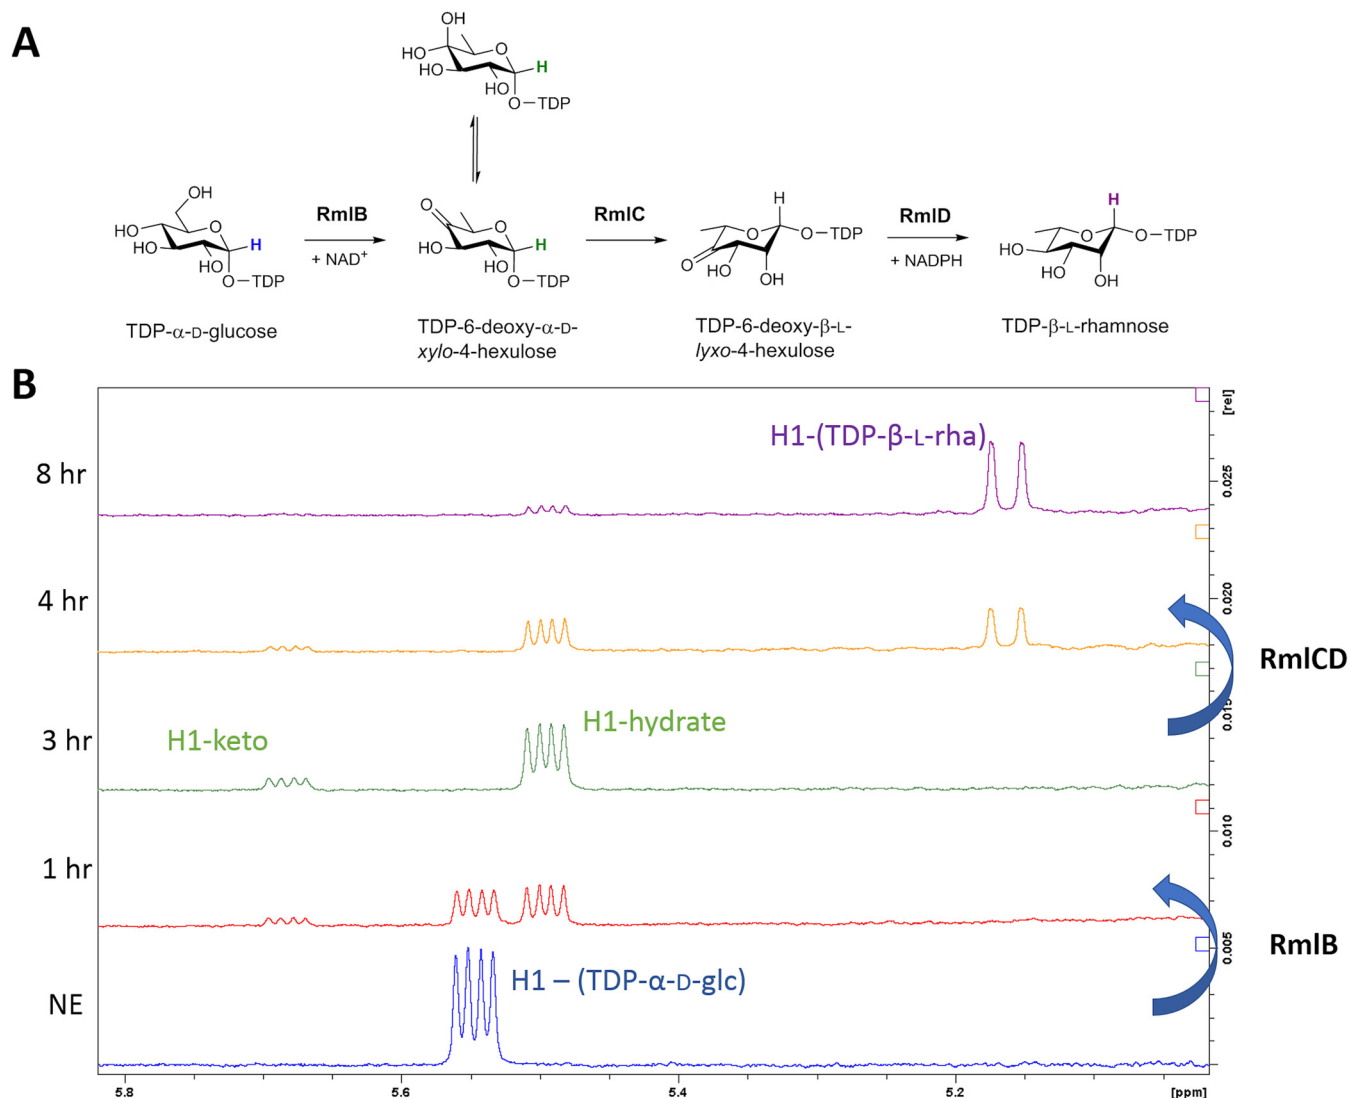 A
OH
HO
O
H
HO
HO
O–TDP
OH
HO
O
H
HO
HO
O–TDP
RmlB
+ NAD⁺
O
O
H
HO
HO
O–TDP
RmlC
H
O
O–TDP
O
HO
OH
RmlD
+ NADPH
H
O
O–TDP
HO
HO
OH
TDP-α-D-glucose
TDP-6-deoxy-α-D-
xylo-4-hexulose
TDP-6-deoxy-β-L-
lyxo-4-hexulose
TDP-β-L-rhamnose
B
[rel]
H1-(TDP-β-L-rha)
8 hr
0.025
4 hr
0.020
RmlCD
0.015
3 hr
H1-keto
H1-hydrate
0.010
1 hr
0.005
RmlB
H1 – (TDP-α-D-glc)
NE
5.8
5.6
5.4
5.2
[ppm]